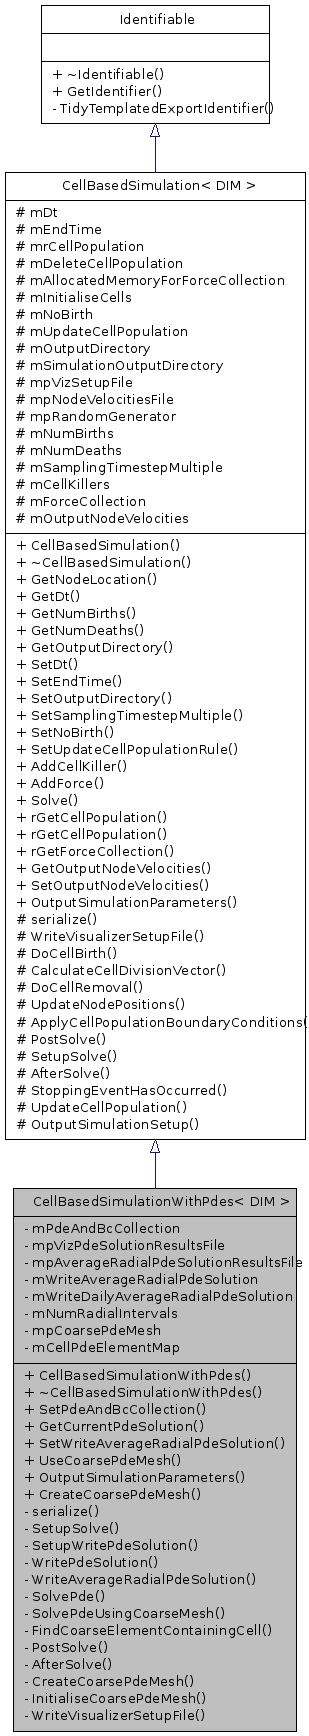 Identifiable
+ ~Identifiable()
+ GetIdentifier()
- TidyTemplatedExportIdentifier()
CellBasedSimulation< DIM >
# mDt
# mEndTime
# mrCellPopulation
# mDeleteCellPopulation
# mAllocatedMemoryForForceCollection
# mInitialiseCells
# mNoBirth
# mUpdateCellPopulation
# mOutputDirectory
# mSimulationOutputDirectory
# mpVizSetupFile
# mpNodeVelocitiesFile
# mpRandomGenerator
# mNumBirths
# mNumDeaths
# mSamplingTimestepMultiple
# mCellKillers
# mForceCollection
# mOutputNodeVelocities
+ CellBasedSimulation()
+ ~CellBasedSimulation()
+ GetNodeLocation()
+ GetDt()
+ GetNumBirths()
+ GetNumDeaths()
+ GetOutputDirectory()
+ SetDt()
+ SetEndTime()
+ SetOutputDirectory()
+ SetSamplingTimestepMultiple()
+ SetNoBirth()
+ SetUpdateCellPopulationRule()
+ AddCellKiller()
+ AddForce()
+ Solve()
+ rGetCellPopulation()
+ rGetCellPopulation()
+ rGetForceCollection()
+ GetOutputNodeVelocities()
+ SetOutputNodeVelocities()
+ OutputSimulationParameters()
# serialize()
# WriteVisualizerSetupFile()
# DoCellBirth()
# CalculateCellDivisionVector()
# DoCellRemoval()
# UpdateNodePositions()
# ApplyCellPopulationBoundaryConditions(
# PostSolve()
# SetupSolve()
# AfterSolve()
# StoppingEventHasOccurred()
# UpdateCellPopulation()
# OutputSimulationSetup()
CellBasedSimulationWithPdes< DIM >
- mPdeAndBcCollection
- mpVizPdeSolutionResultsFile
- mpAverageRadialPdeSolutionResultsFile
- mWriteAverageRadialPdeSolution
- mWriteDailyAverageRadialPdeSolution
- mNumRadialIntervals
- mpCoarsePdeMesh
- mCellPdeElementMap
+ CellBasedSimulationWithPdes()
+ ~CellBasedSimulationWithPdes()
+ SetPdeAndBcCollection()
+ GetCurrentPdeSolution()
+ SetWriteAverageRadialPdeSolution()
+ UseCoarsePdeMesh()
+ OutputSimulationParameters()
+ CreateCoarsePdeMesh()
- serialize()
- SetupSolve()
- SetupWritePdeSolution()
- WritePdeSolution()
- WriteAverageRadialPdeSolution()
- SolvePde()
- SolvePdeUsingCoarseMesh()
- FindCoarseElementContainingCell()
- PostSolve()
- AfterSolve()
- CreateCoarsePdeMesh()
- InitialiseCoarsePdeMesh()
- WriteVisualizerSetupFile()